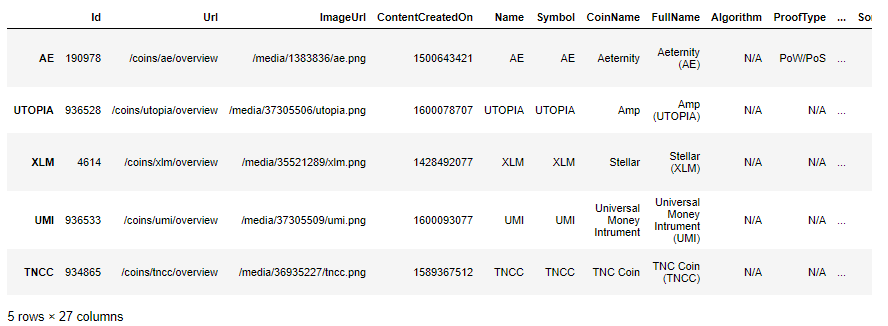 Id Url ImageUrl ContentCreatedOn Name Symbol CoinName FullName Algorithm ProofType ... Sor
AE 190978 /coins/ae/overview /media/1383836/ae.png 1500643421 AE AE Aeternity Aeternity (AE) N/A PoW/PoS ...
UTOPIA 936528 /coins/utopia/overview /media/37305506/utopia.png 1600078707 UTOPIA UTOPIA Amp Amp (UTOPIA) N/A N/A ...
XLM 4614 /coins/xlm/overview /media/35521289/xlm.png 1428492077 XLM XLM Stellar Stellar (XLM) N/A N/A ...
UMI 936533 /coins/umi/overview /media/37305509/umi.png 1600093077 UMI UMI Universal Money Intrument Universal Money Intrument (UMI) N/A N/A ...
TNCC 934865 /coins/tncc/overview /media/36935227/tncc.png 1589367512 TNCC TNCC TNC Coin TNC Coin (TNCC) N/A N/A ...
5 rows × 27 columns